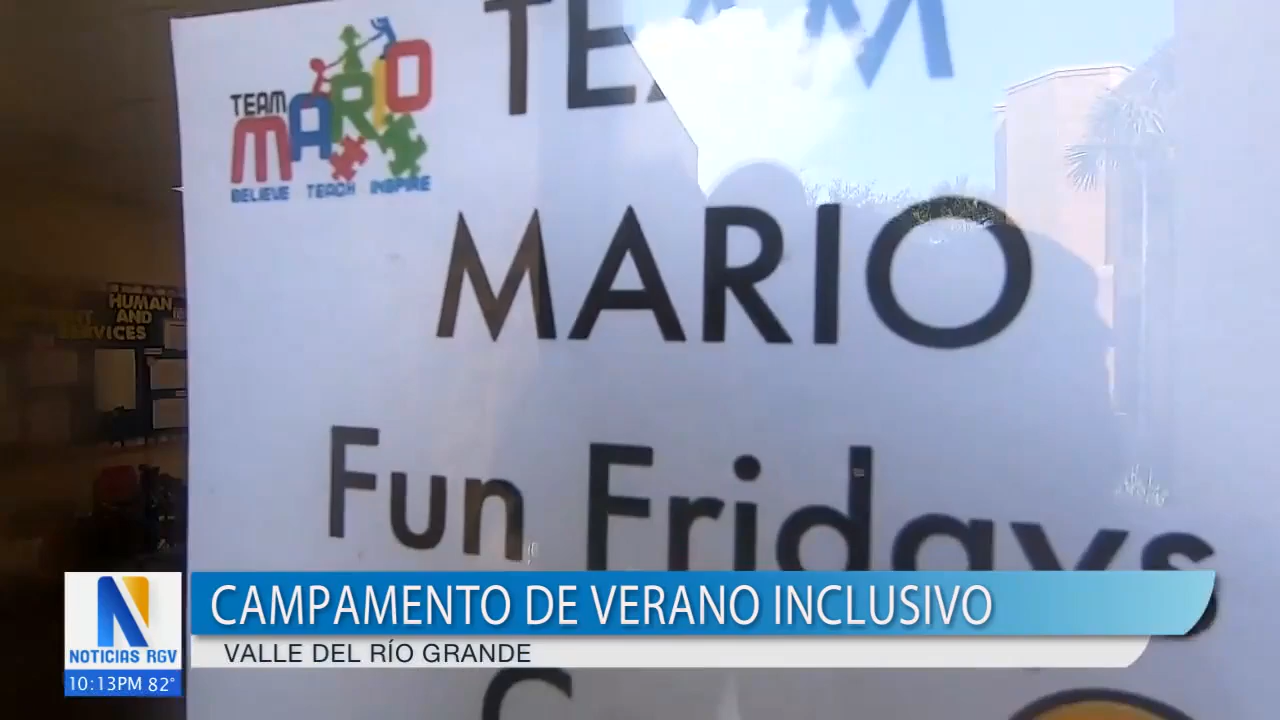 TEAM
TEAM
MARIO
BELIEVE TEACH INSPIRE
MARIO
HUMAN
AND
Fun Fridays
CAMPAMENTO DE VERANO INCLUSIVO
VALLE DEL RÍO GRANDE
NOTICIAS RGV
10:13PM 82°